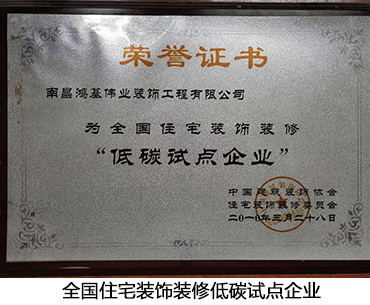 荣誉证书
南昌鸿基伟业装饰工程有限公司
为全国住宅装饰装修
“低碳试点企业”
中国建筑装饰协会
住宅装饰装修委员会
二〇一〇年三月二十八日
全国住宅装饰装修低碳试点企业